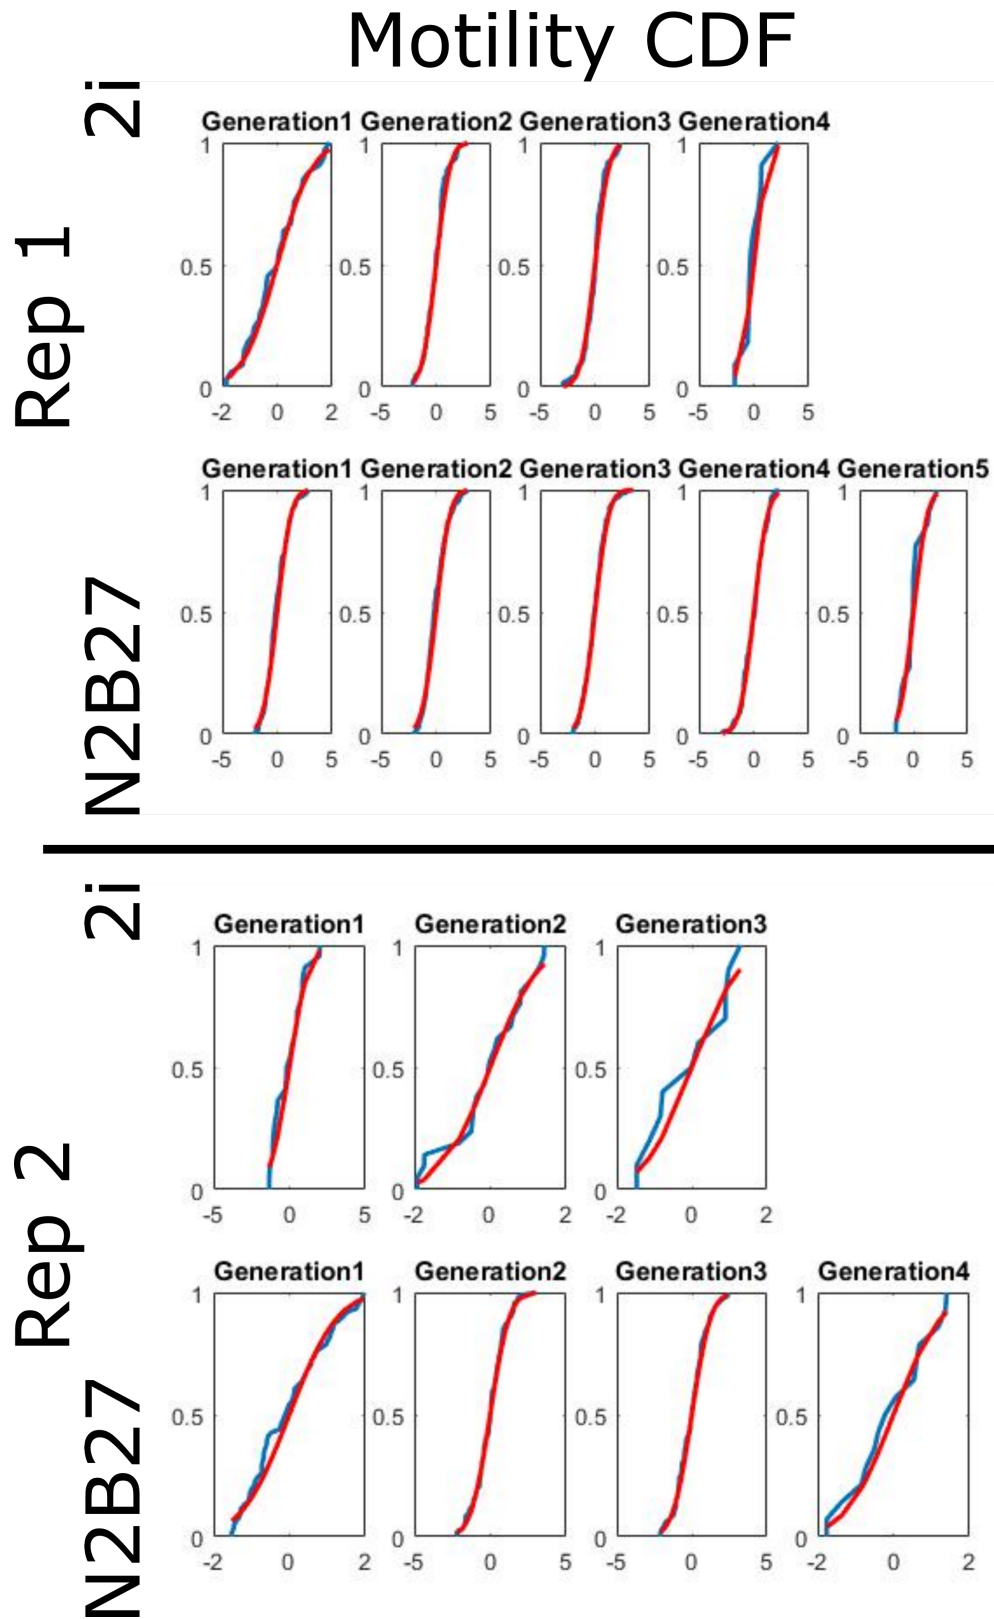 Motility CDF
Rep 1
2i
Generation1 Generation2 Generation3 Generation4
1 1 1 1
0.5 0.5 0.5 0.5
0 0 0 0
-2 0 2 -5 0 5 -5 0 5 -5 0 5
N2B27
Generation1 Generation2 Generation3 Generation4 Generation5
1 1 1 1 1
0.5 0.5 0.5 0.5 0.5
0 0 0 0 0
-5 0 5 -5 0 5 -5 0 5 -5 0 5 -5 0 5
Rep 2
2i
Generation1 Generation2 Generation3
1 1 1
0.5 0.5 0.5
0 0 0
-5 0 5 -2 0 2 -2 0 2
N2B27
Generation1 Generation2 Generation3 Generation4
1 1 1 1
0.5 0.5 0.5 0.5
0 0 0 0
-2 0 2 -5 0 5 -5 0 5 -2 0 2